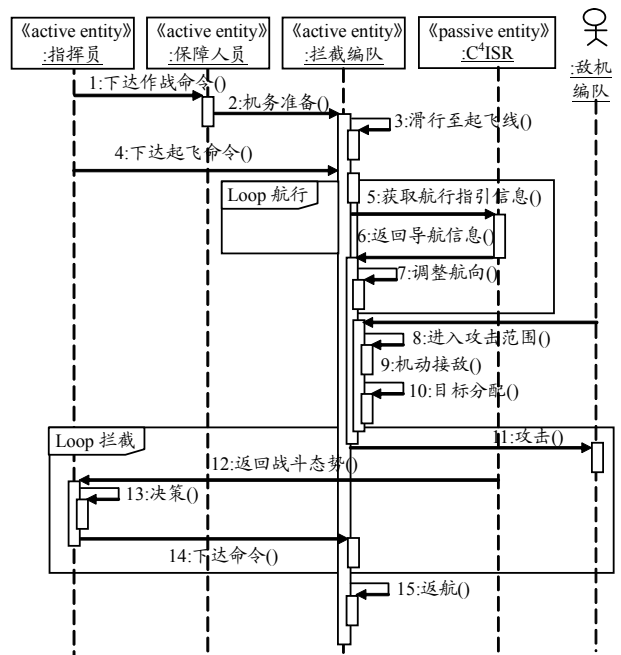 《active entity》
:指挥员
《active entity》
:保障人员
《active entity》
:拦截编队
《passive entity》
:C⁴ISR
:敌机
编队
1:下达作战命令()
2:机务准备()
3:滑行至起飞线()
4:下达起飞命令()
Loop 航行
5:获取航行指引信息()
6:返回导航信息()
7:调整航向()
8:进入攻击范围()
9:机动接敌()
10:目标分配()
Loop 拦截
11:攻击()
12:返回战斗态势()
13:决策()
14:下达命令()
15:返航()